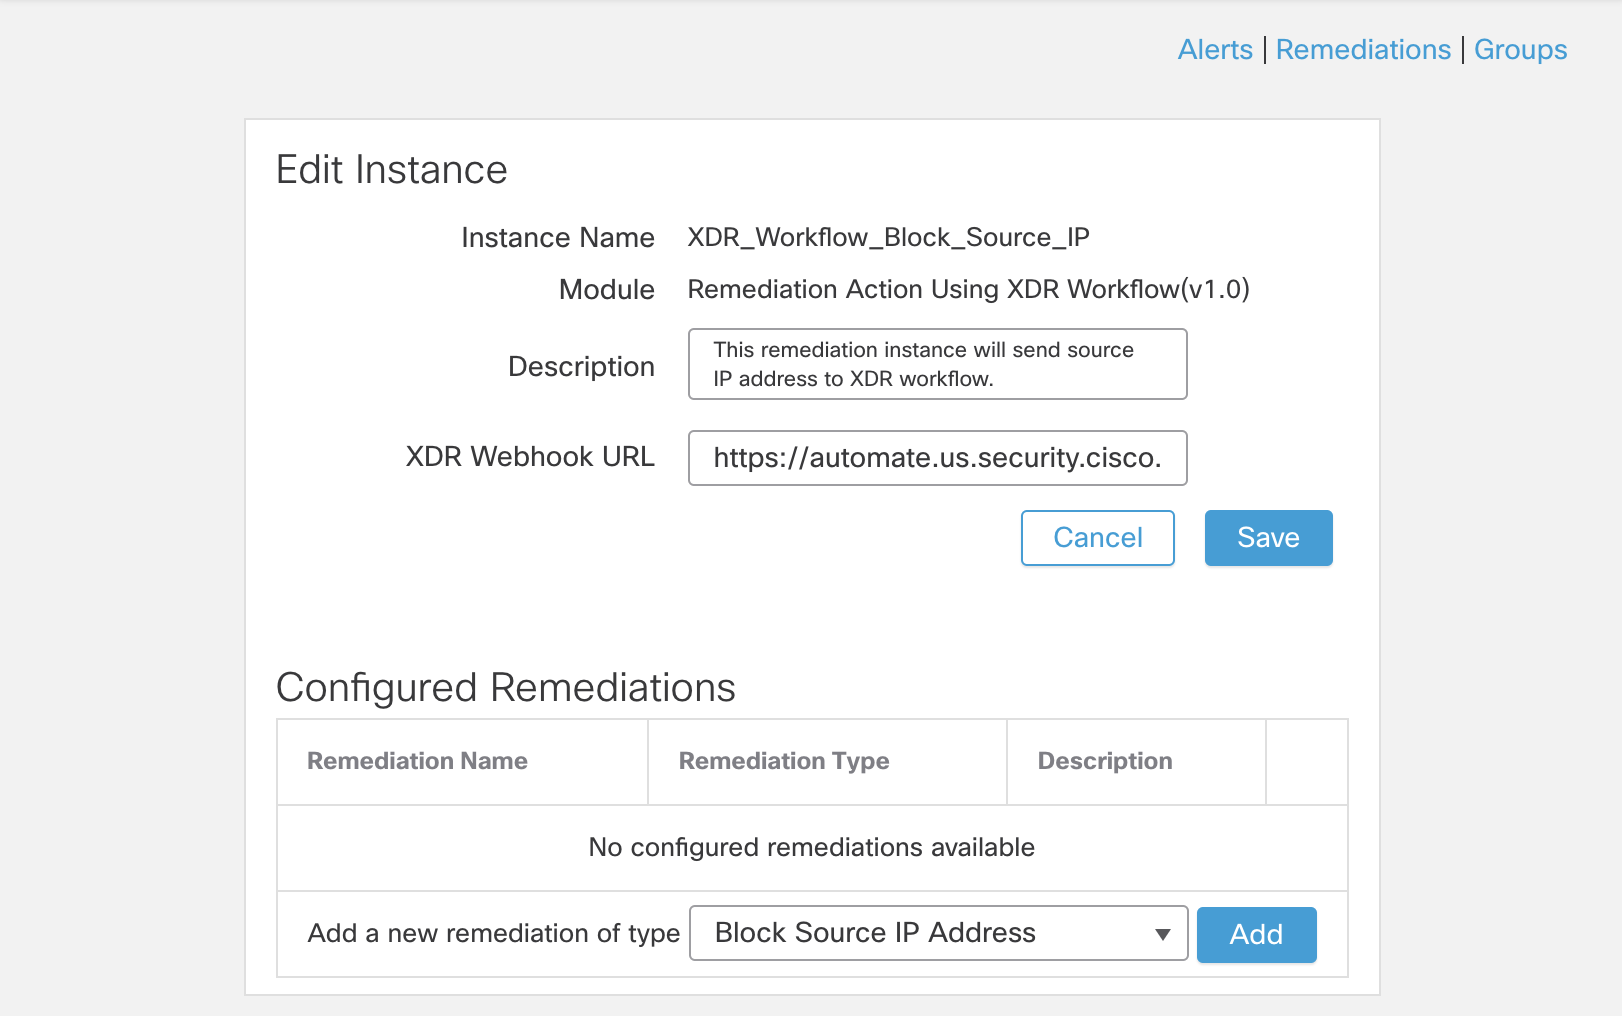 Alerts | Remediations | Groups
Edit Instance
Instance Name XDR_Workflow_Block_Source_IP
Module Remediation Action Using XDR Workflow(v1.0)
Description This remediation instance will send source
IP address to XDR workflow.
XDR Webhook URL https://automate.us.security.cisco.
Cancel Save
Configured Remediations
Remediation Name Remediation Type Description
No configured remediations available
Add a new remediation of type Block Source IP Address Add